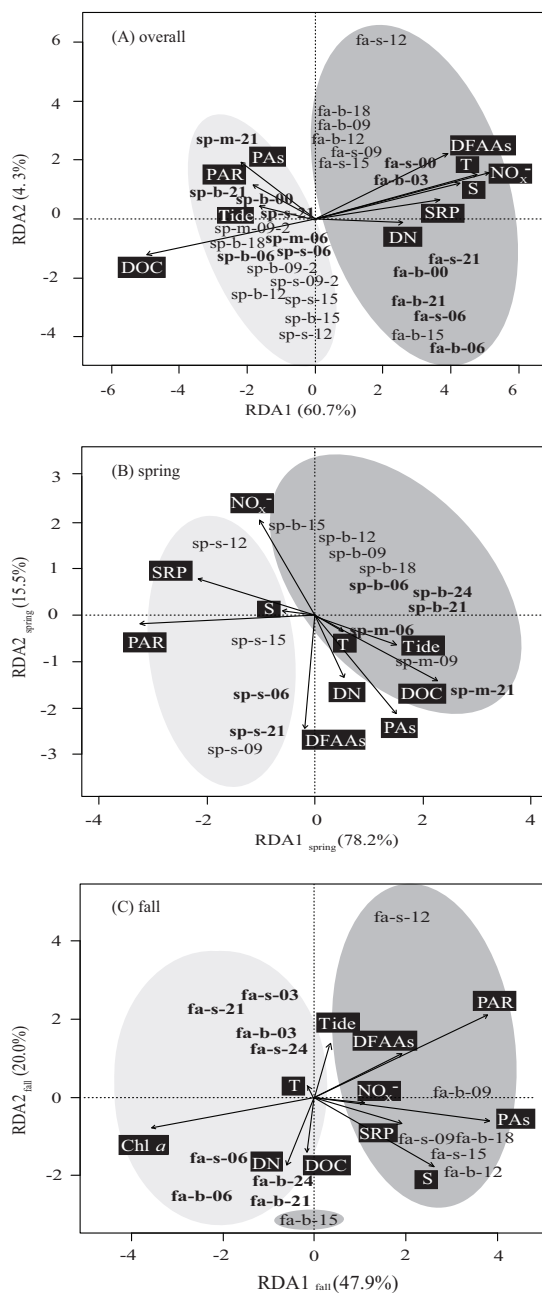 (A) overall
fa-s-12
fa-b-18
fa-b-09
fa-b-12
fa-s-09
fa-s-15
fa-s-00
fa-b-03
DFAAs
T
NOx-
S
SRP
DN
sp-m-21
PAs
PAR
sp-b-21
sp-b-00
Tide
sp-s-21
sp-m-09-2
sp-b-18
sp-m-06
sp-b-06
sp-s-06
DOC
sp-b-09-2
sp-s-09-2
sp-b-12
sp-s-15
sp-b-15
sp-s-12
fa-s-21
fa-b-00
fa-b-21
fa-s-06
fa-b-15
fa-b-06
RDA2 (4.3%)
6
4
2
0
-2
-4
-6 -4 -2 0 2 4 6
RDA1 (60.7%)
(B) spring
NOx-
sp-b-15
sp-s-12
sp-b-12
sp-b-09
sp-b-18
SRP
sp-b-06
sp-b-24
sp-b-21
S
PAR
sp-m-06
sp-s-15
T
Tide
sp-m-09
DN
DOC
sp-m-21
sp-s-06
PAs
sp-s-21
DFAAs
sp-s-09
RDA2 spring (15.5%)
3
2
1
0
-1
-2
-3
-4 -2 0 2 4
RDA1 spring (78.2%)
(C) fall
fa-s-12
fa-s-03
fa-s-21
PAR
fa-b-03
Tide
fa-s-24
DFAAs
T
NOx-
fa-b-09
PAs
Chl a
SRP
fa-s-09
fa-b-18
fa-s-15
fa-s-06
DN
DOC
S
fa-b-12
fa-b-24
fa-b-06
fa-b-21
fa-b-15
RDA2 fall (20.0%)
4
2
0
-2
-4 -2 0 2 4
RDA1 fall (47.9%)